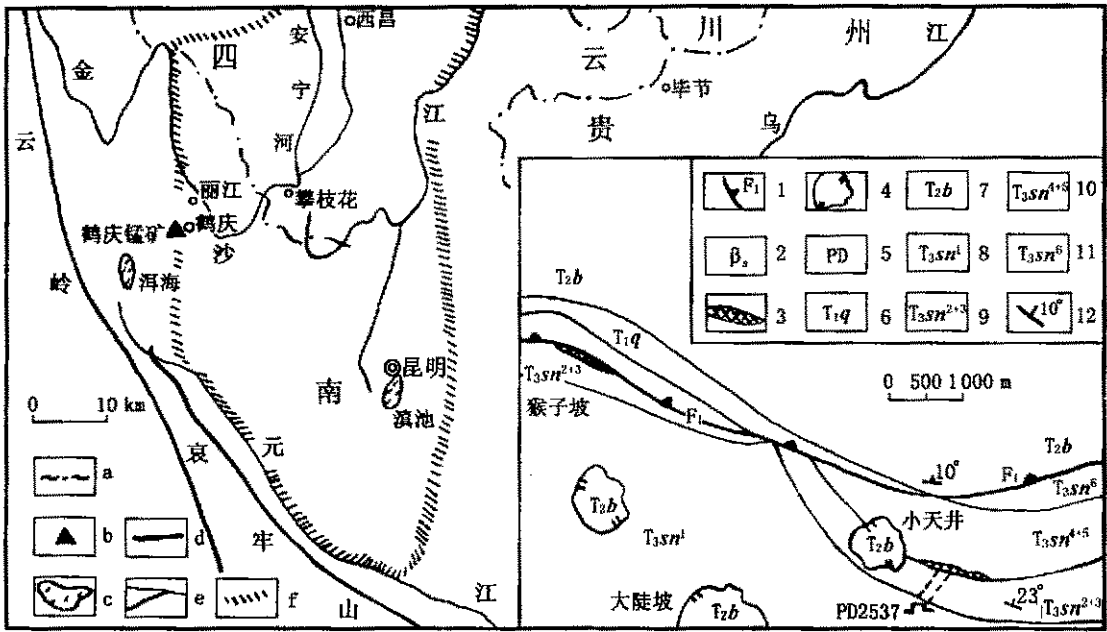 西昌
安
宁
河
四
川
州
江
金
云
毕节
贵
乌
江
云
丽江
攀枝花
鹤庆锰矿
鹤庆
沙
岭
洱海
昆明
南
滇池
0 10 km
哀
元
牢
江
山
a
b
d
c
e
f
F₁ 1
4
T₂b 7
T₃sn⁴⁺⁵ 10
βₛ 2
PD 5
T₃sn¹ 8
T₃sn⁶ 11
3
T₁q 6
T₃sn²⁺³ 9
10° 12
T₂b
T₁q
T₃sn²⁺³
猴子坡
F₁
0 500 1000 m
T₂b
10°
F₁
T₃sn⁶
T₂b
T₃sn¹
小天井
T₂b
T₃sn⁴⁺⁵
大陡坡
T₂b
PD2537
23°
T₃sn²⁺³